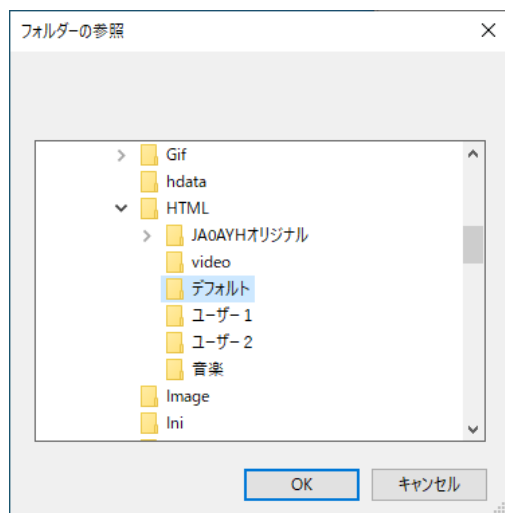 フォルダーの参照
Gif
hdata
HTML
JA0AYHオリジナル
video
デフォルト
ユーザー 1
ユーザー 2
音楽
Image
Ini
OK
キャンセル